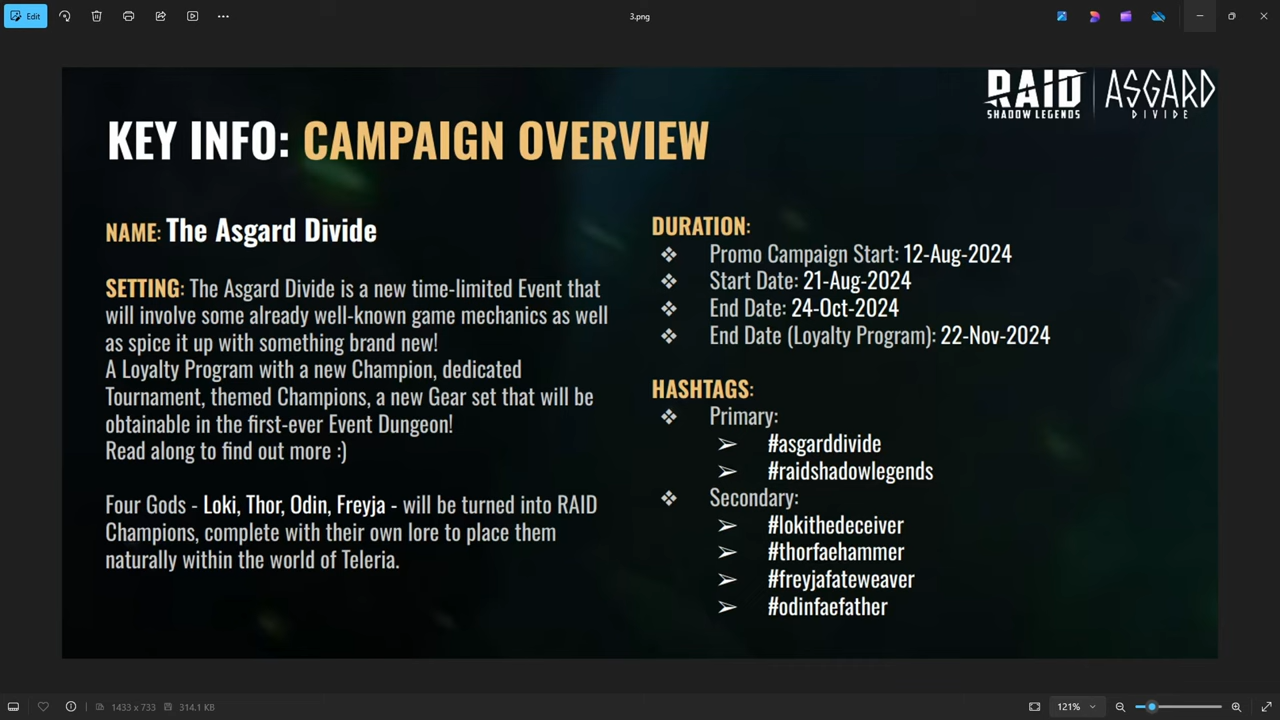 Edit
3.png
RAID
SHADOW LEGENDS
ASGARD
DIVIDE
KEY INFO: CAMPAIGN OVERVIEW
NAME: The Asgard Divide
SETTING: The Asgard Divide is a new time-limited Event that
will involve some already well-known game mechanics as well
as spice it up with something brand new!
A Loyalty Program with a new Champion, dedicated
Tournament, themed Champions, a new Gear set that will be
obtainable in the first-ever Event Dungeon!
Read along to find out more :)
Four Gods - Loki, Thor, Odin, Freyja - will be turned into RAID
Champions, complete with their own lore to place them
naturally within the world of Teleria.
DURATION:
❖ Promo Campaign Start: 12-Aug-2024
❖ Start Date: 21-Aug-2024
❖ End Date: 24-Oct-2024
❖ End Date (Loyalty Program): 22-Nov-2024
HASHTAGS:
❖ Primary:
➢ #asgarddivide
➢ #raidshadowlegends
❖ Secondary:
➢ #lokithedeceiver
➢ #thorfaehammer
➢ #freyjafateweaver
➢ #odinfaefather
1433 x 733
314.1 KB
121%